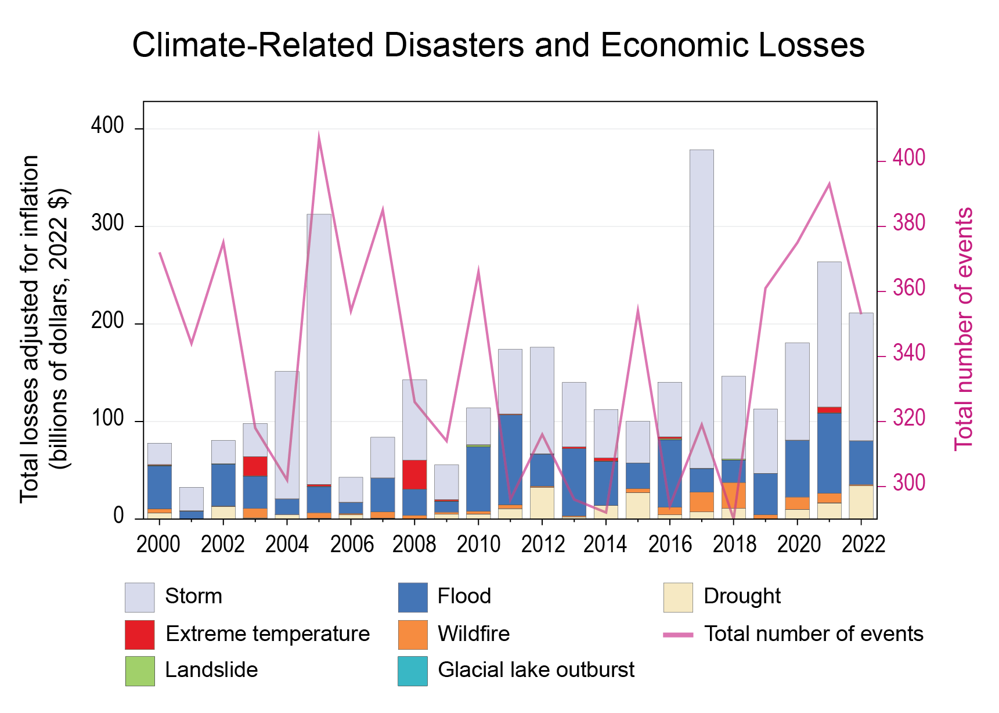 Climate-Related Disasters and Economic Losses
Total losses adjusted for inflation
(billions of dollars, 2022 $)
400
300
200
100
0
400
380
360
340
320
300
Total number of events
2000 2002 2004 2006 2008 2010 2012 2014 2016 2018 2020 2022
Storm Flood Drought
Extreme temperature Wildfire Total number of events
Landslide Glacial lake outburst